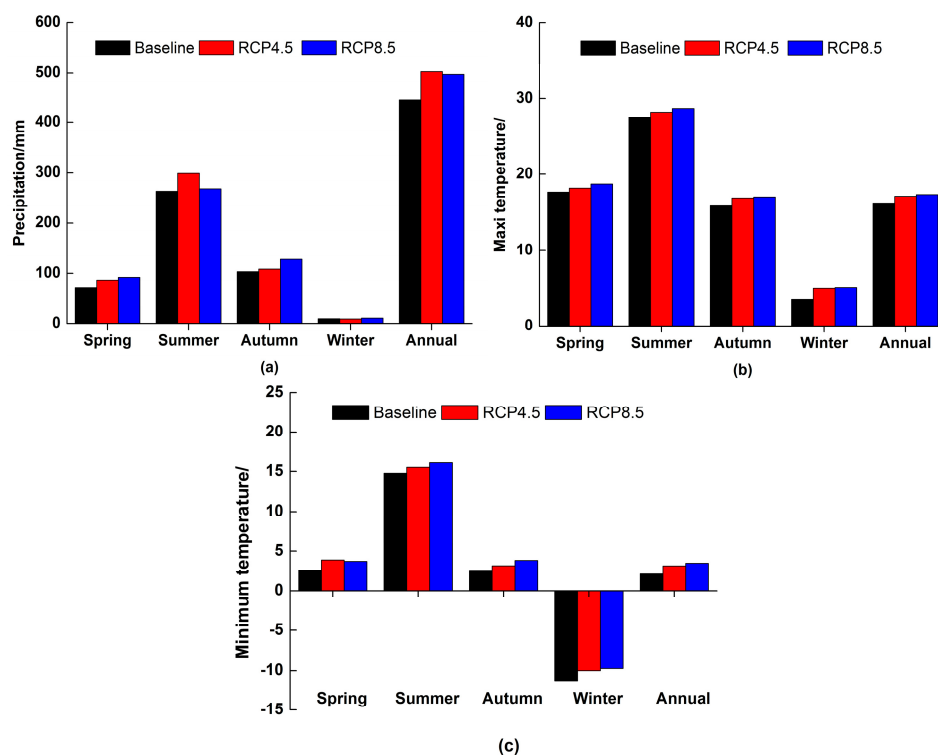 600
500
400
300
200
100
0
Precipitation/mm
Baseline RCP4.5 RCP8.5
Spring Summer Autumn Winter Annual
(a)
40
30
20
10
0
Maxi temperature/
Baseline RCP4.5 RCP8.5
Spring Summer Autumn Winter Annual
(b)
25
20
15
10
5
0
-5
-10
-15
Minimum temperature/
Baseline RCP4.5 RCP8.5
Spring Summer Autumn Winter Annual
(c)